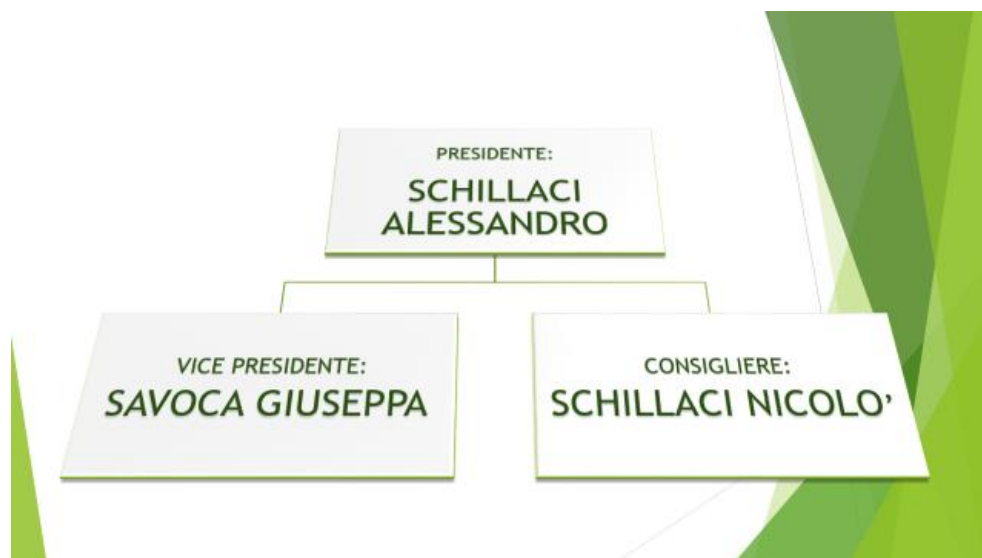 PRESIDENTE:
SCHILLACI
ALESSANDRO
VICE PRESIDENTE:
SAVOCA GIUSEPPA
CONSIGLIERE:
SCHILLACI NICOLO’